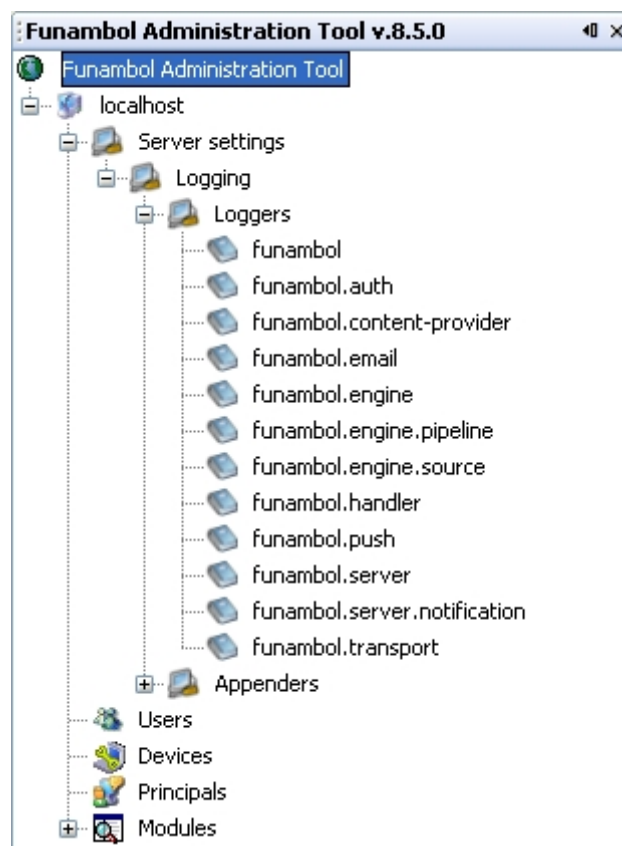 Funambol Administration Tool v.8.5.0
Funambol Administration Tool
localhost
Server settings
Logging
Loggers
funambol
funambol.auth
funambol.content-provider
funambol.email
funambol.engine
funambol.engine.pipeline
funambol.engine.source
funambol.handler
funambol.push
funambol.server
funambol.server.notification
funambol.transport
Appenders
Users
Devices
Principals
Modules